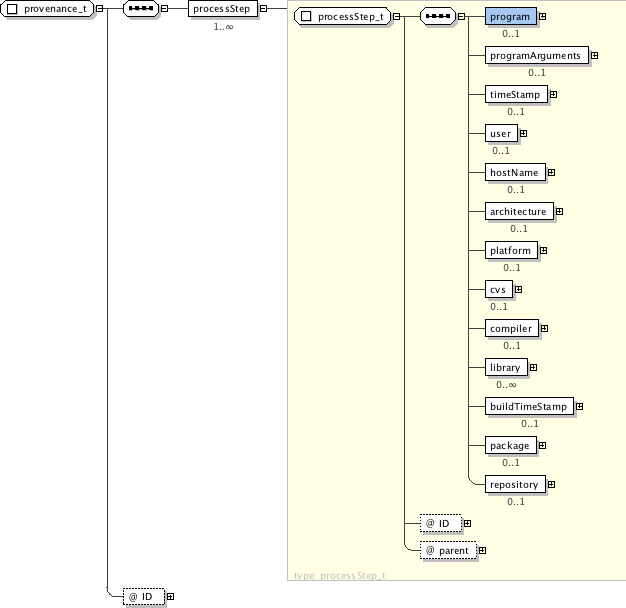 provenance_t
processStep
1..∞
processStep_t
program
0..1
programArguments
0..1
timeStamp
0..1
user
0..1
hostName
0..1
architecture
0..1
platform
0..1
cvs
0..1
compiler
0..1
library
0..∞
buildTimeStamp
0..1
package
0..1
repository
0..1
@ ID
@ parent
type: processStep_t
@ ID